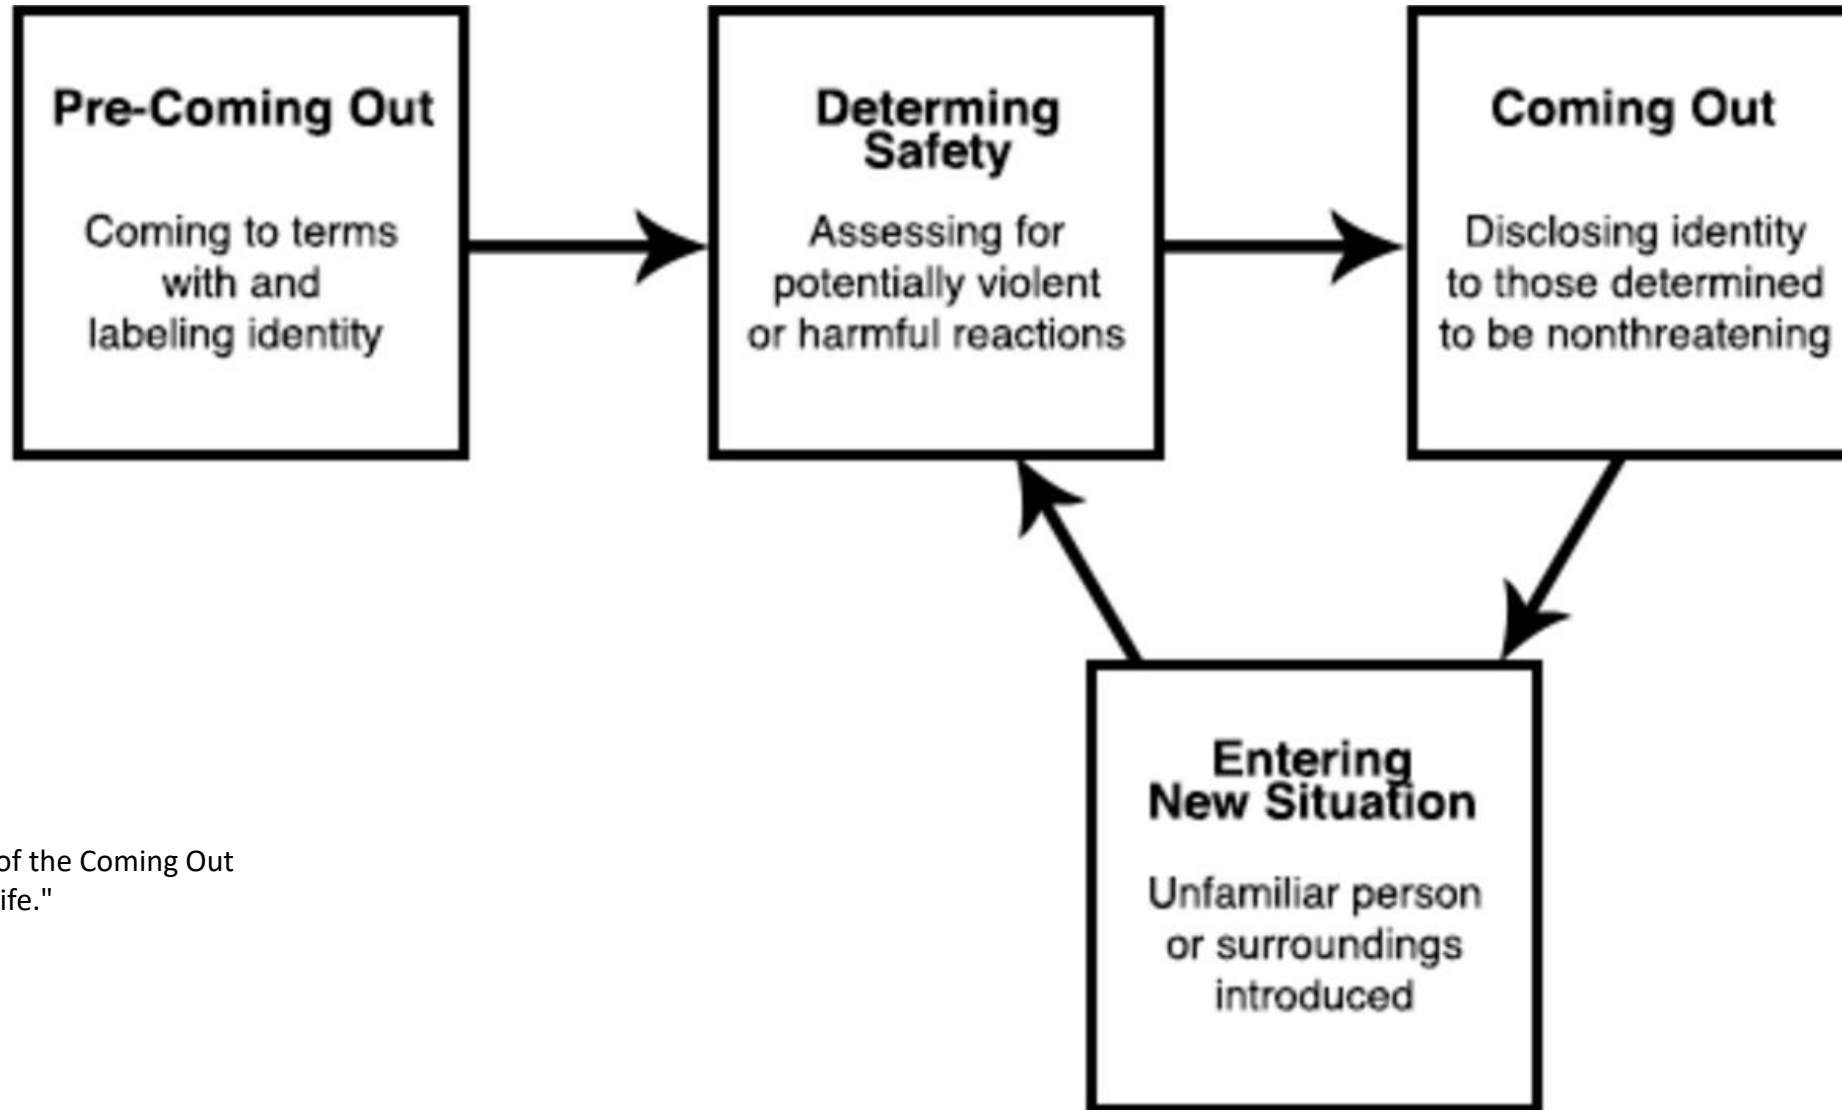 Pre-Coming Out
Coming to terms
with and
labeling identity
Determing
Safety
Assessing for
potentially violent
or harmful reactions
Coming Out
Disclosing identity
to those determined
to be nonthreatening
Entering
New Situation
Unfamiliar person
or surroundings
introduced
of the Coming Out
ife."